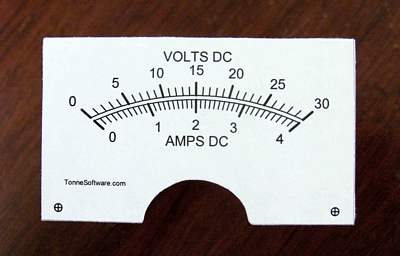 VOLTS DC
0 5 10 15 20 25 30
0 1 2 3 4
AMPS DC
TonneSoftware.com